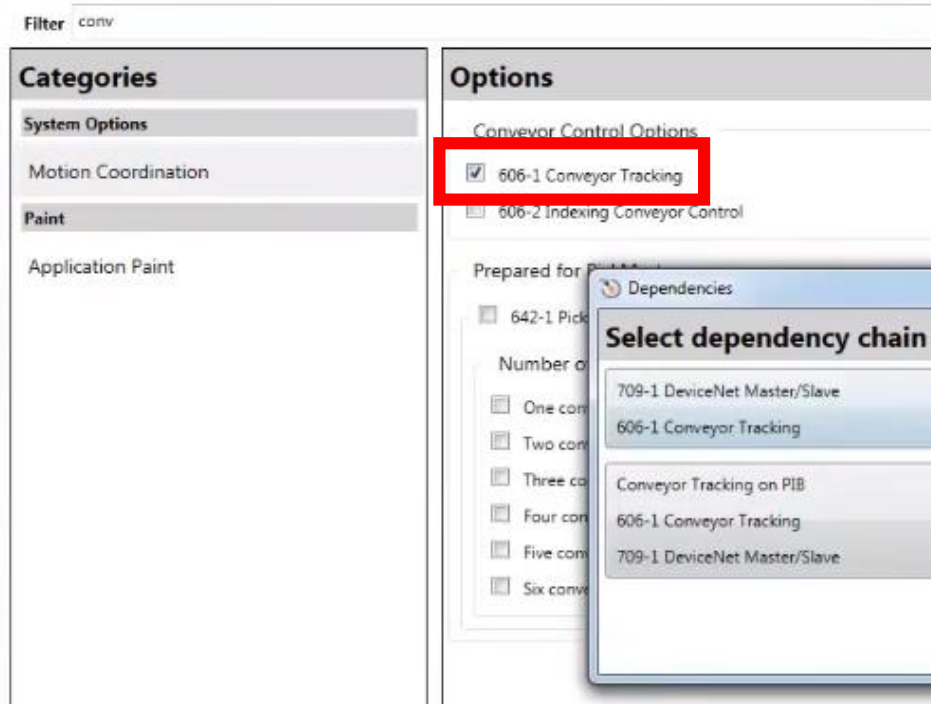 Filter conv
Categories
System Options
Motion Coordination
Paint
Application Paint
Options
Conveyor Control Options
606-1 Conveyor Tracking
606-2 Indexing Conveyor Control
Prepared for
642-1 Pick
Number o
One con
Two con
Three co
Four con
Five con
Six conv
Dependencies
Select dependency chain
709-1 DeviceNet Master/Slave
606-1 Conveyor Tracking
Conveyor Tracking on PIB
606-1 Conveyor Tracking
709-1 DeviceNet Master/Slave